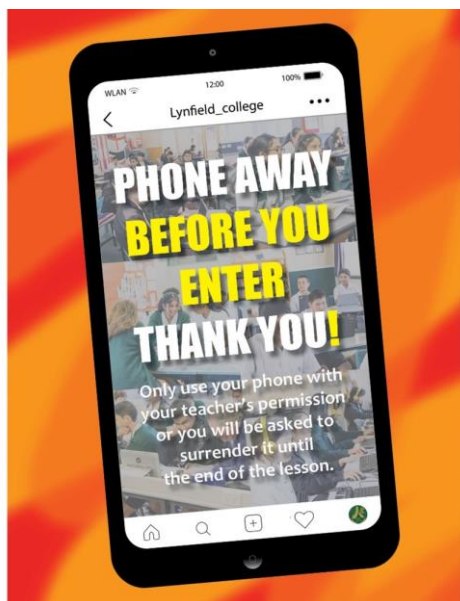 WLAN 12:00 100%
Lynfield_college
PHONE AWAY
BEFORE YOU
ENTER
THANK YOU!
Only use your phone with
your teacher's permission
or you will be asked to
surrender it until
the end of the lesson.